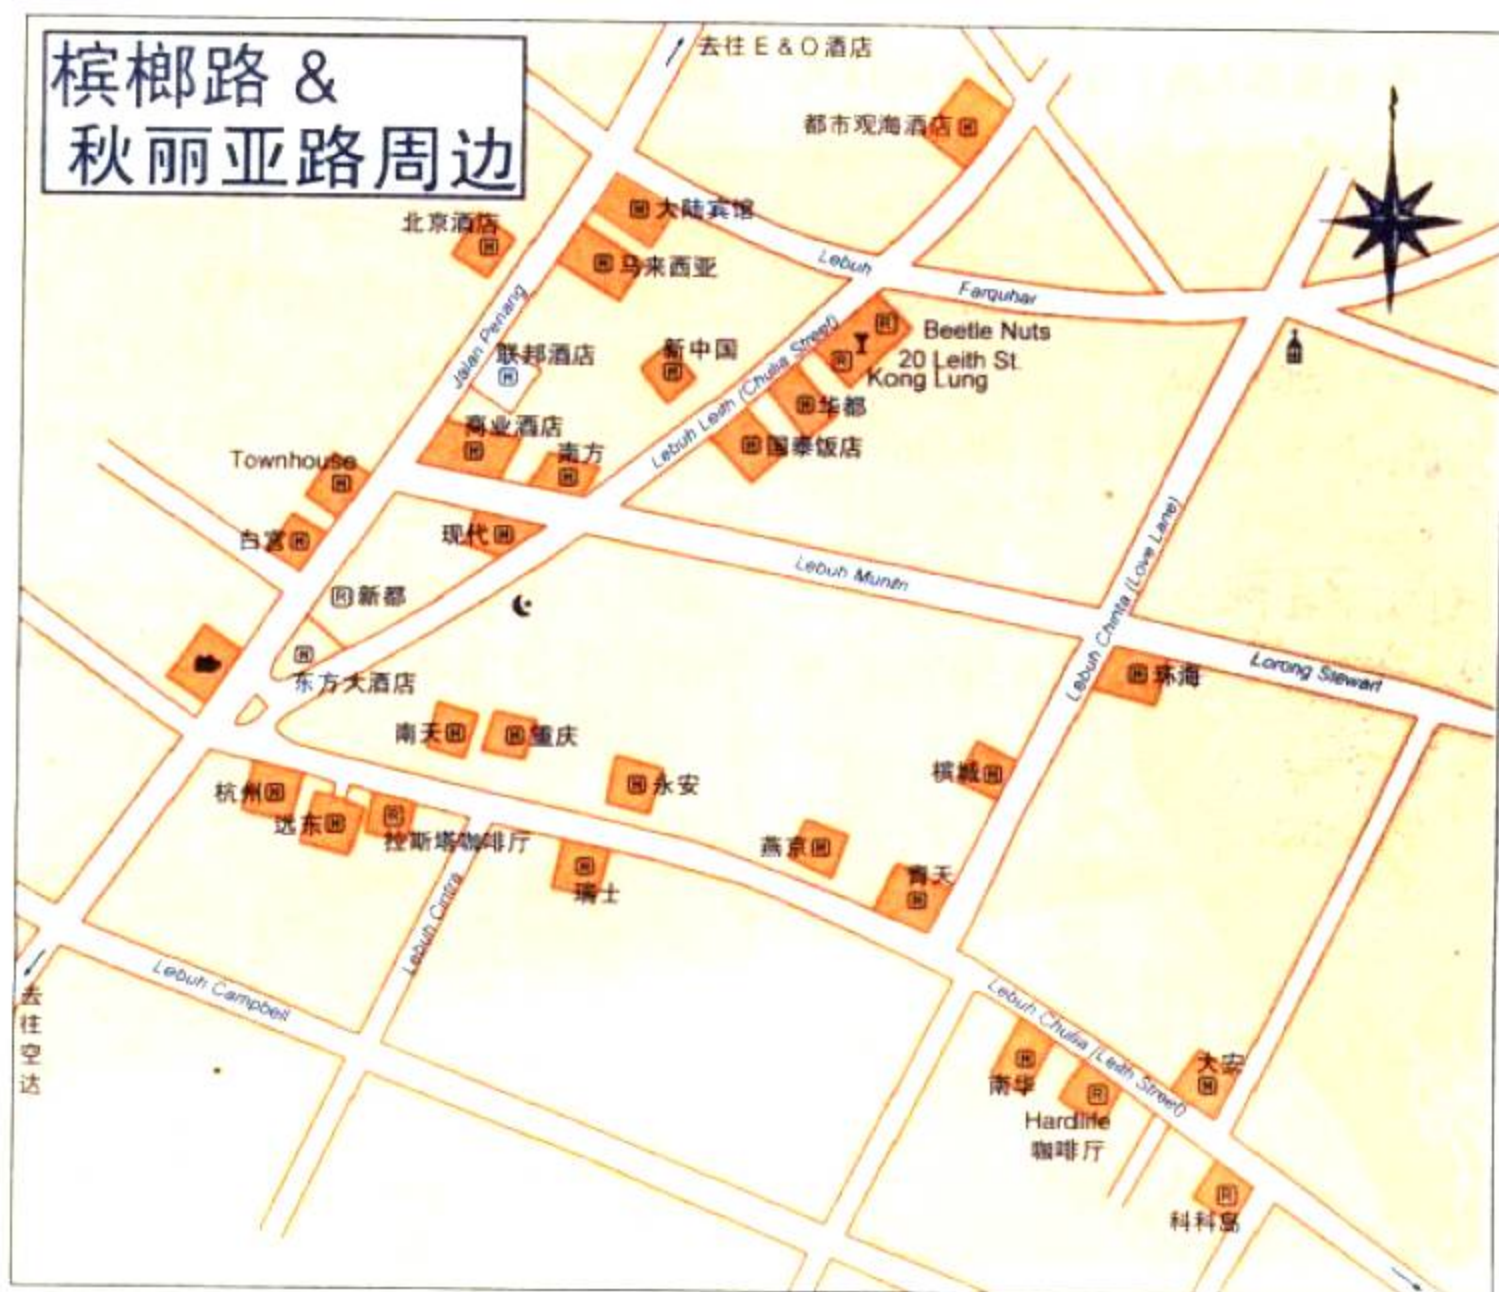 槟榔路 &
秋丽亚路周边
去往 E & O 酒店
都市观海酒店
H
H
大陆宾馆
北京酒店
H
H
马来西亚
Lebuh
Farquhar
Jalan Penang
联邦酒店
H
新中国
H
Lebuh Leith (Chulia Street)
R
Beetle Nuts
20 Leith St.
R
Kong Lung
H
华都
H
国泰饭店
商业酒店
H
南方
H
Townhouse
H
白宫
H
现代
H
Lebuh Muntri
Lebuh Chinta (Love Lane)
R
新都
H
东方大酒店
Lorong Stewart
H
珠海
南天
H
H
重庆
H
永安
槟城
H
杭州
H
远东
H
R
拉斯塔咖啡厅
燕京
H
青天
H
H
瑞士
Lebuh Cintra
Lebuh Campbell
去往空达
Lebuh Chulia (Leith Street)
H
南华
R
Hardlife
咖啡厅
大安
H
R
科科岛